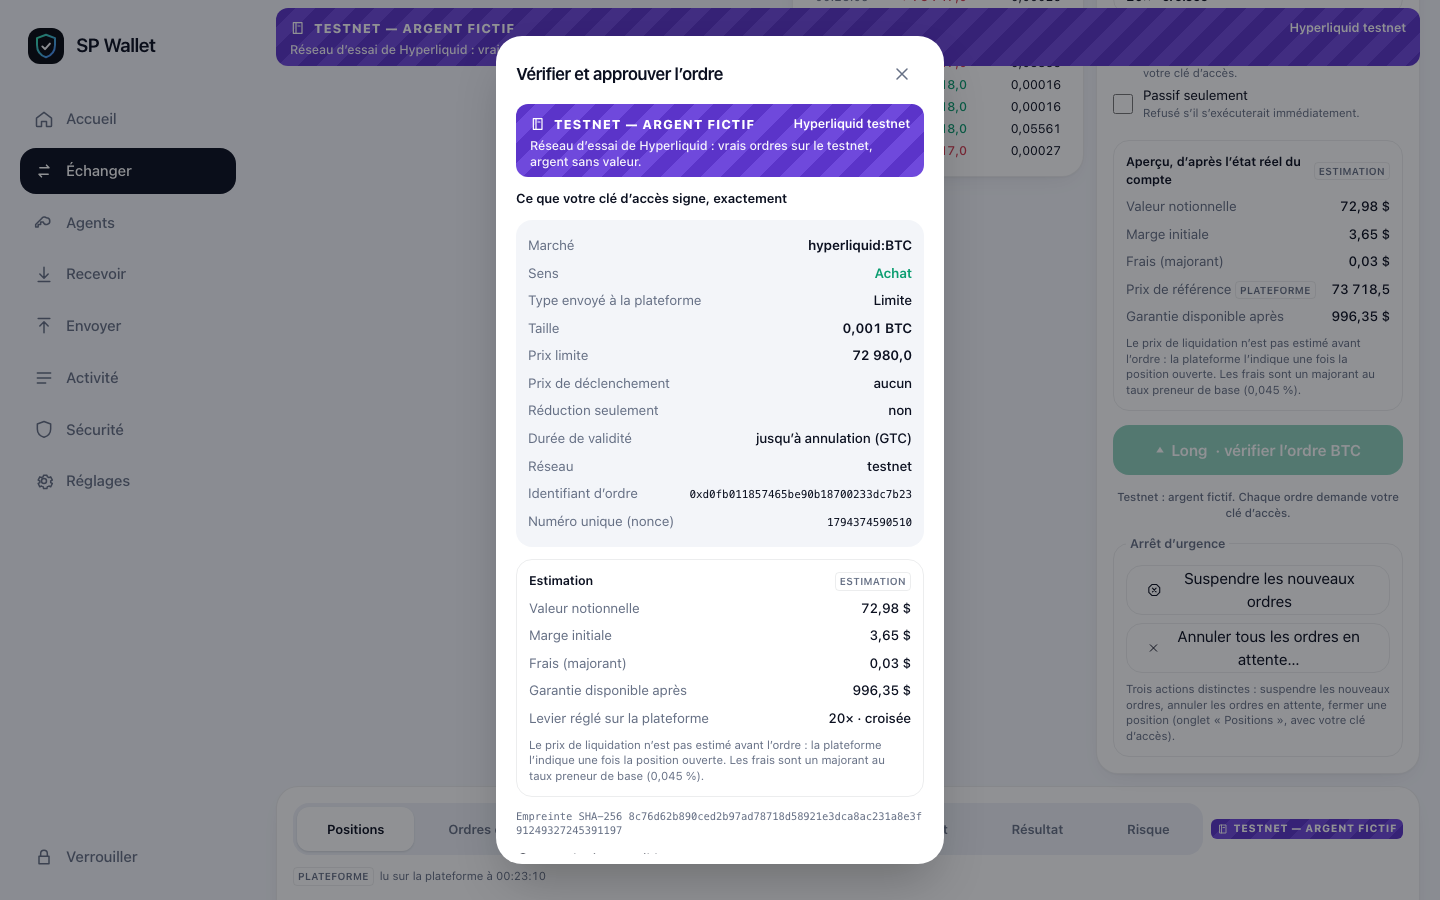 SP Wallet
Accueil
Échanger
Agents
Recevoir
Envoyer
Activité
Sécurité
Réglages
Verrouiller
TESTNET — ARGENT FICTIF
Hyperliquid testnet
Réseau d’essai de Hyperliquid : vrai
Vérifier et approuver l’ordre
TESTNET — ARGENT FICTIF
Hyperliquid testnet
Réseau d’essai de Hyperliquid : vrais ordres sur le testnet,
argent sans valeur.
Ce que votre clé d’accès signe, exactement
Marché hyperliquid:BTC
Sens Achat
Type envoyé à la plateforme Limite
Taille 0,001 BTC
Prix limite 72 980,0
Prix de déclenchement aucun
Réduction seulement non
Durée de validité jusqu’à annulation (GTC)
Réseau testnet
Identifiant d’ordre 0xd0fb011857465be90b18700233dc7b23
Numéro unique (nonce) 1794374590510
Estimation ESTIMATION
Valeur notionnelle 72,98 $
Marge initiale 3,65 $
Frais (majorant) 0,03 $
Garantie disponible après 996,35 $
Levier réglé sur la plateforme 20× · croisée
Le prix de liquidation n’est pas estimé avant l’ordre : la plateforme
l’indique une fois la position ouverte. Les frais sont un majorant au
taux preneur de base (0,045 %).
Empreinte SHA-256 8c76d62b890ced2b97ad78718d58921e3dca8ac231a8e3f
91249327245391197
8,0 0,00016
8,0 0,00016
8,0 0,05561
7,0 0,00027
votre clé d’accès.
Passif seulement
Refusé s’il s’exécuterait immédiatement.
Aperçu, d’après l’état réel du
compte
ESTIMATION
Valeur notionnelle 72,98 $
Marge initiale 3,65 $
Frais (majorant) 0,03 $
Prix de référence PLATEFORME 73 718,5
Garantie disponible après 996,35 $
Le prix de liquidation n’est pas estimé avant
l’ordre : la plateforme l’indique une fois la
position ouverte. Les frais sont un majorant au
taux preneur de base (0,045 %).
Long · vérifier l’ordre BTC
Testnet : argent fictif. Chaque ordre demande votre
clé d’accès.
Arrêt d’urgence
Suspendre les nouveaux
ordres
Annuler tous les ordres en
attente…
Trois actions distinctes : suspendre les nouveaux
ordres, annuler les ordres en attente, fermer une
position (onglet « Positions », avec votre clé
d’accès).
Positions Ordres Résultat Risque
TESTNET — ARGENT FICTIF
PLATEFORME lu sur la plateforme à 00:23:10